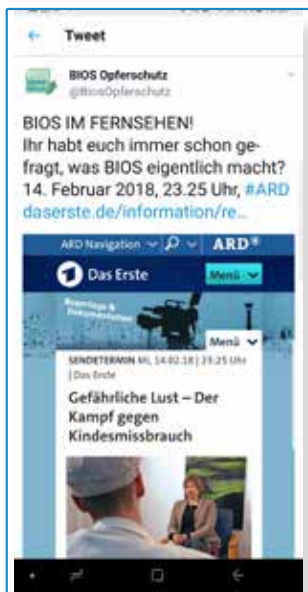 Tweet
BIOS Opferschutz
@BiosOpferschutz
BIOS IM FERNSEHEN!
Ihr habt euch immer schon ge-
fragt, was BIOS eigentlich macht?
14. Februar 2018, 23.25 Uhr, #ARD
daserste.de/information/re...
ARD Navigation
ARD
Das Erste
Menü
Reportage &
Dokumentation
Menü
SENDETERMIN Mi, 14.02.18 | 23:25 Uhr
| Das Erste
Gefährliche Lust – Der
Kampf gegen
Kindesmissbrauch